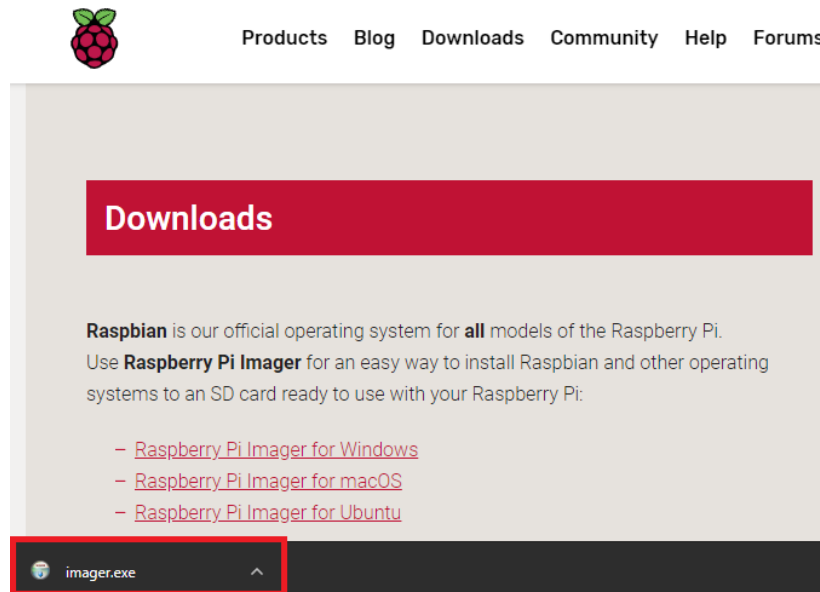 Products Blog Downloads Community Help Forums
Downloads
Raspbian is our official operating system for all models of the Raspberry Pi.
Use Raspberry Pi Imager for an easy way to install Raspbian and other operating
systems to an SD card ready to use with your Raspberry Pi:
– Raspberry Pi Imager for Windows
– Raspberry Pi Imager for macOS
– Raspberry Pi Imager for Ubuntu
imager.exe